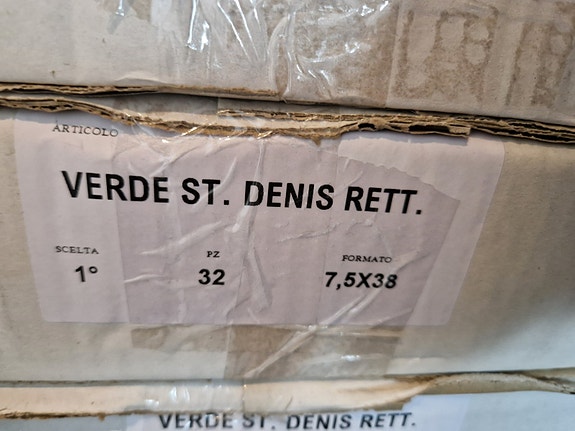 ARTICOLO
VERDE ST. DENIS RETT.
SCELTA PZ FORMATO
1° 32 7,5X38
VERDE ST. DENIS RETT.